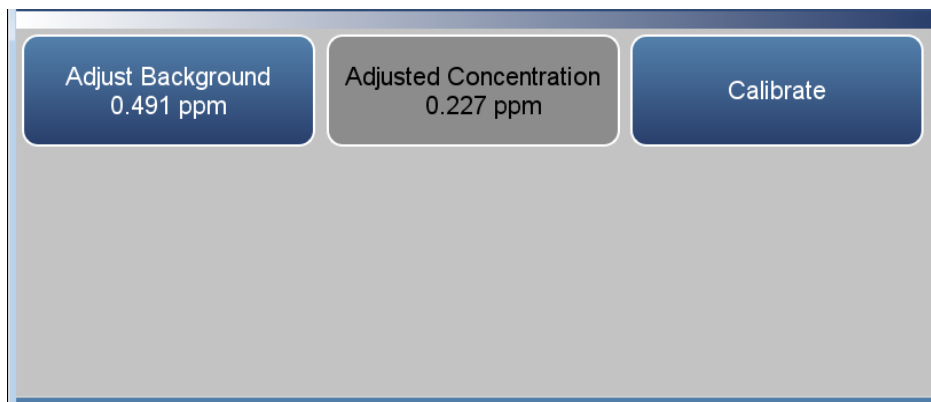 Adjust Background
0.491 ppm
Adjusted Concentration
0.227 ppm
Calibrate